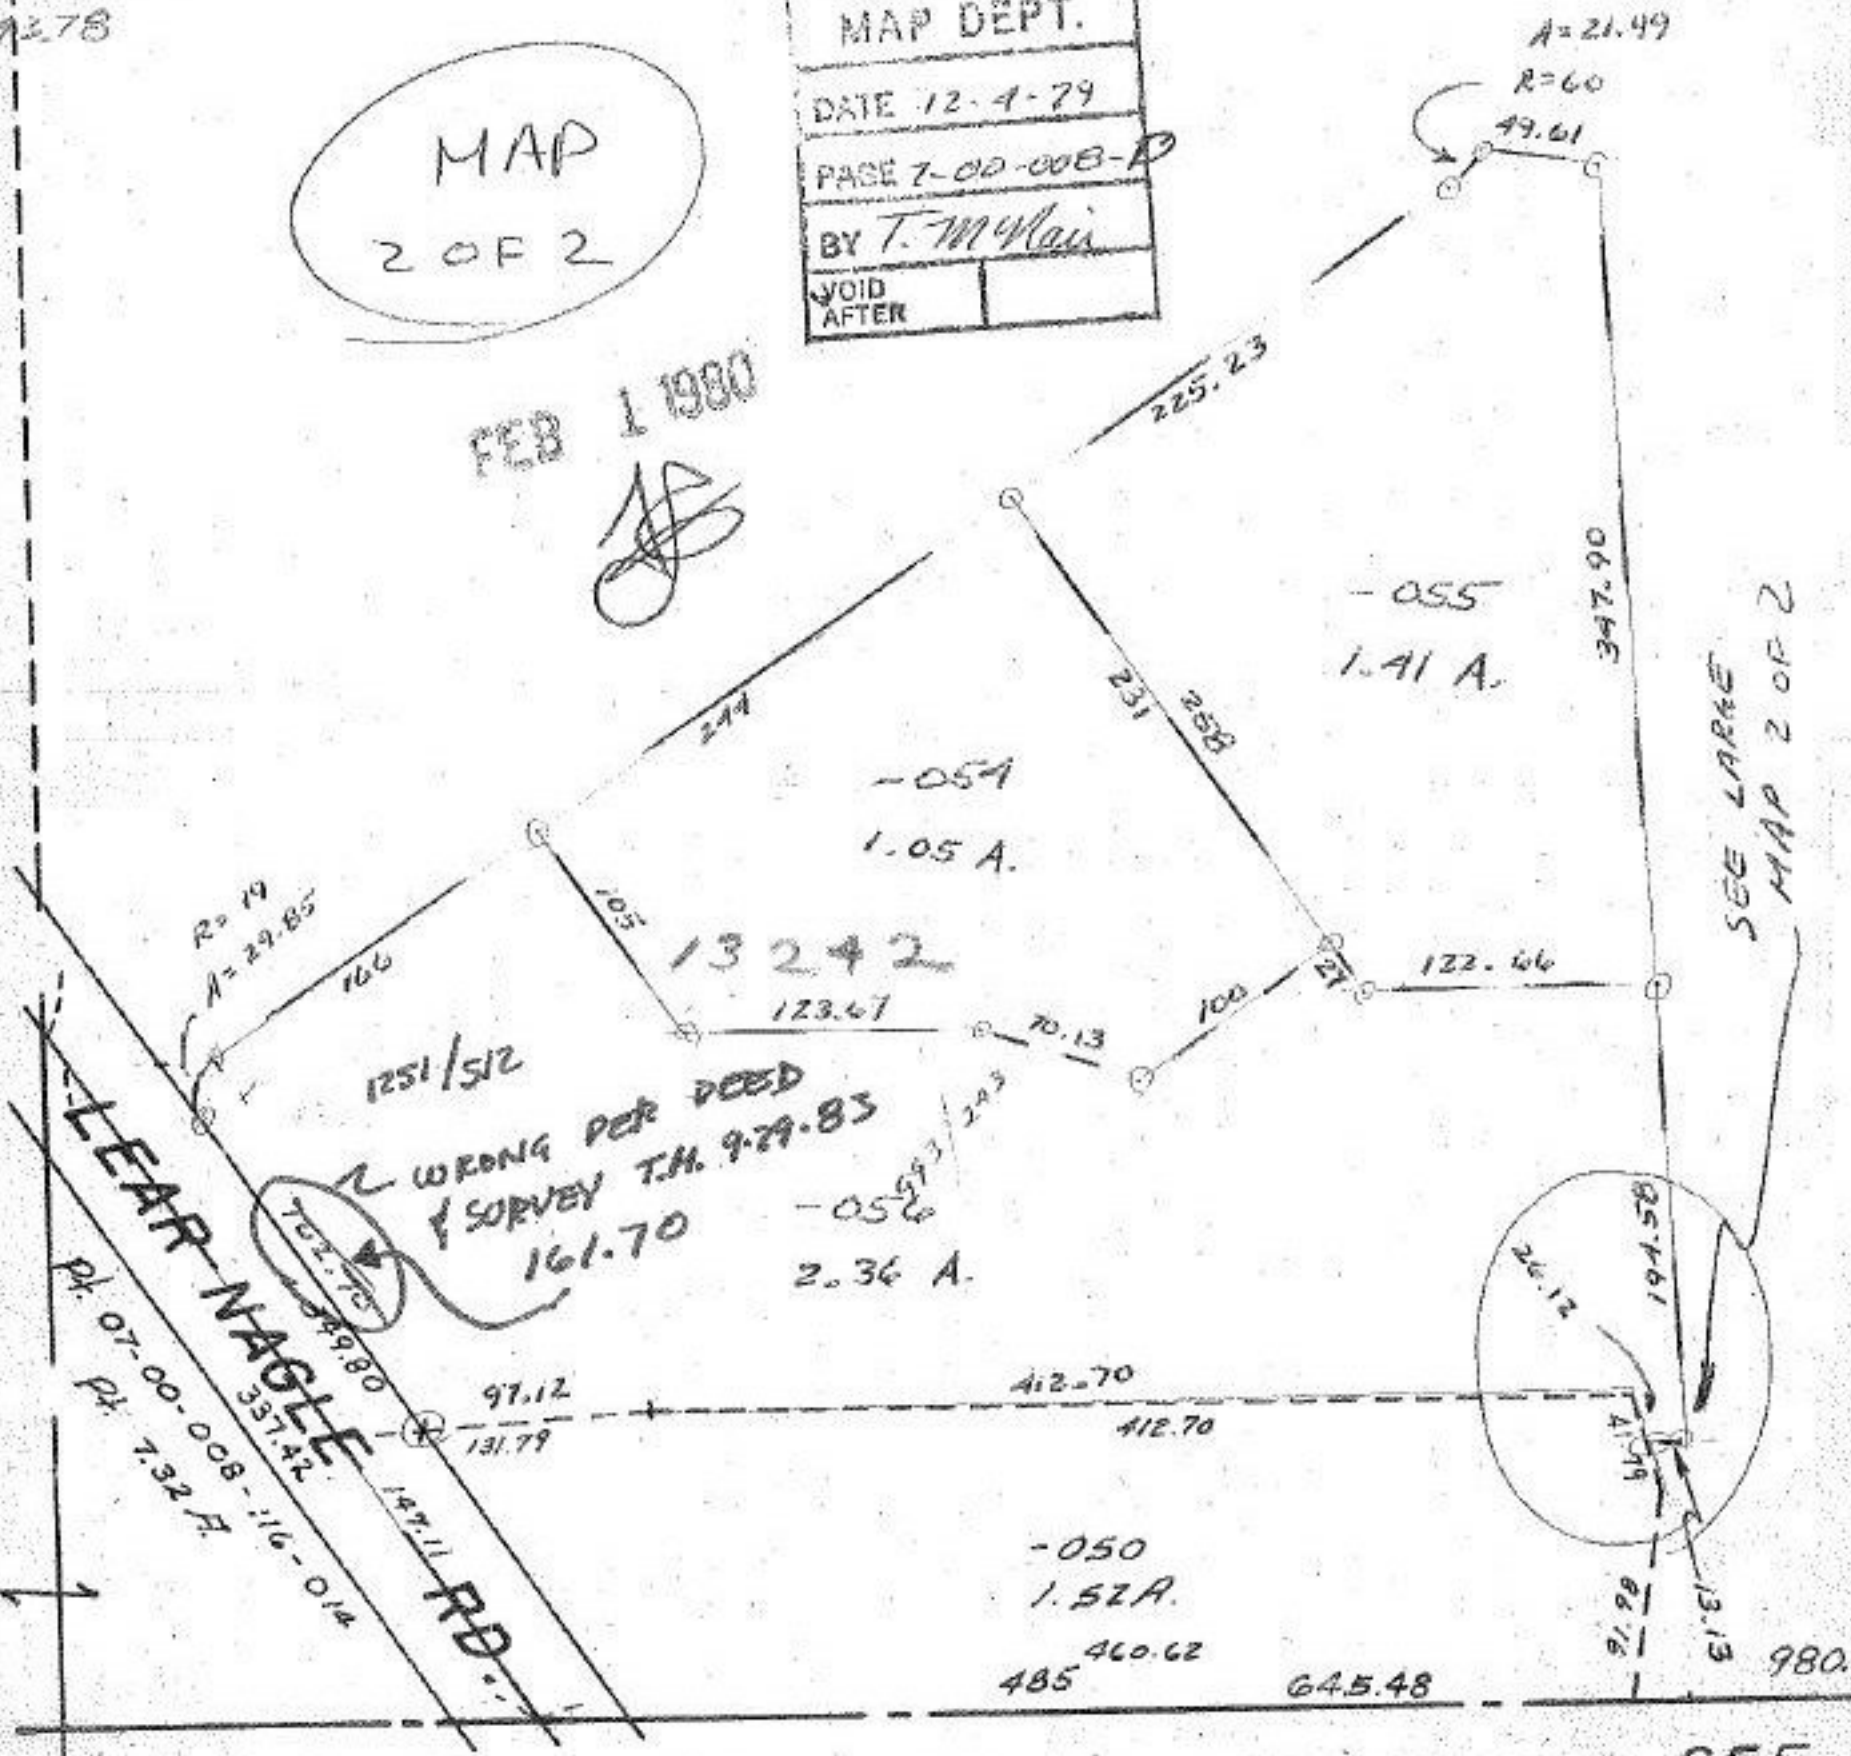 MAP DEPT.
DATE 12-4-79
PAGE 7-00-008-P
BY T. McNair
VOID
AFTER
MAP
2 OF 2
FEB 1 1980
A=21.49
R=60
49.61
225.23
347.90
-055
1.41 A.
231
258
SEE LARGE
MAP 2 OF 2
244
-054
1.05 A.
R=19
A=29.85
166
105
13242
123.67
70.13
100
27
122.66
1251/512
WRONG PER DEED
& SURVEY T.H. 9.29.83
161.70
-056
2.36 A.
194.58
26.12
LEAR-NAGLE RD.
Pt. 07-00-008-116-014
Pt. 7.32 A.
337.42
147.11
97.12
131.79
412.70
412.70
41.99
-050
1.52 A.
460.62
485
645.48
91.98
13.13
980.